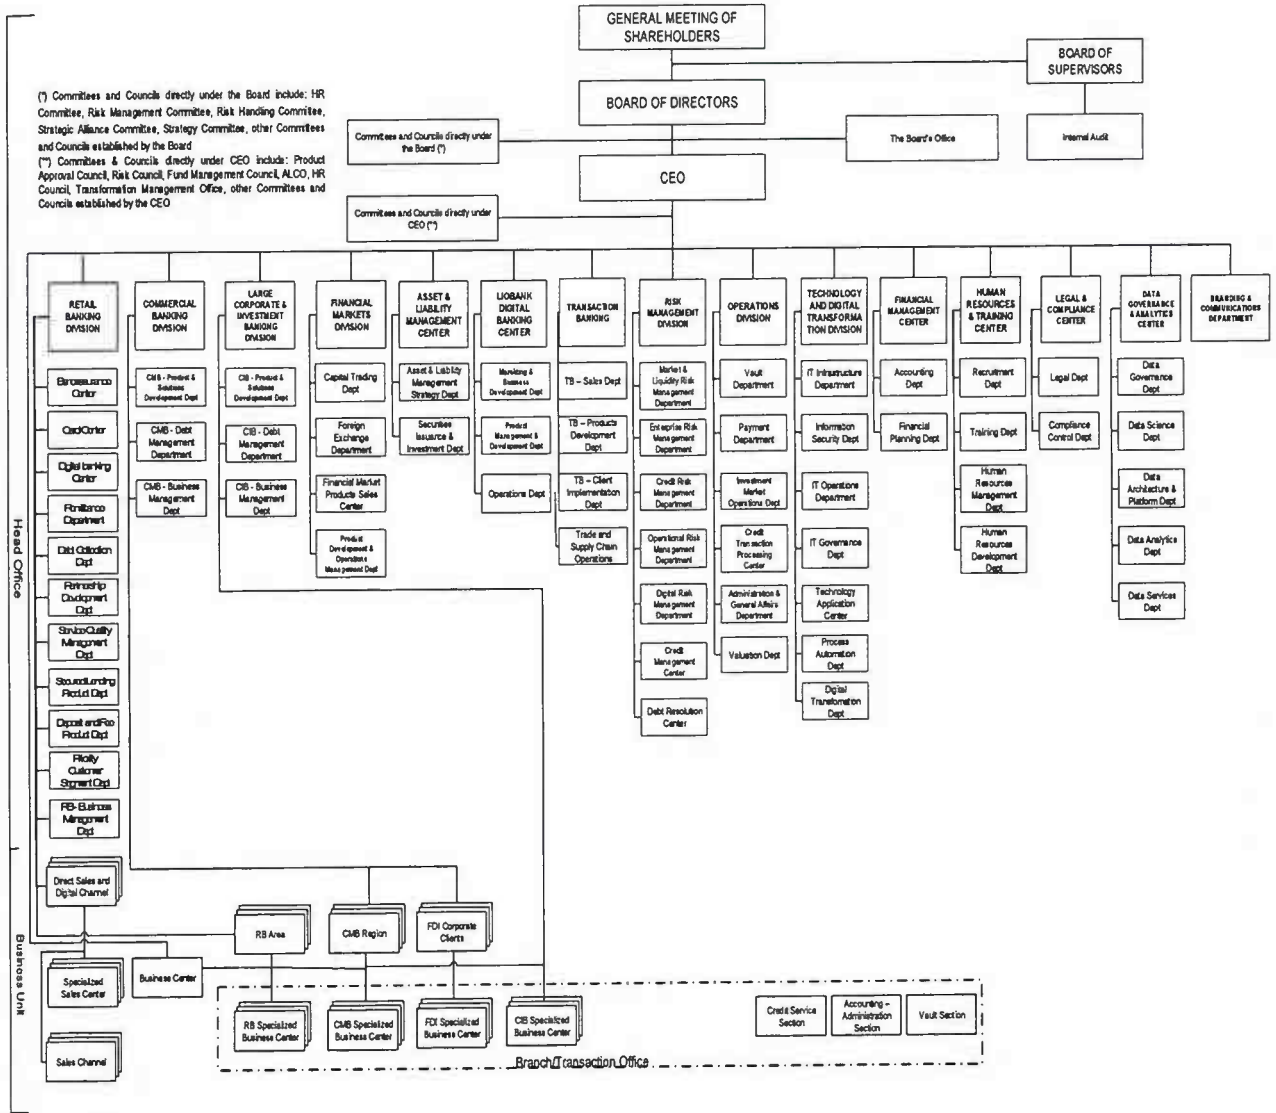 GENERAL MEETING OF
SHAREHOLDERS
BOARD OF
SUPERVISORS
BOARD OF DIRECTORS
(*) Committees and Councils directly under the Board include: HR
Committee, Risk Management Committee, Risk Handling Committee,
Strategic Alliance Committee, Strategy Committee, other Committees
and Councils established by the Board
(**) Committees & Councils directly under CEO include: Product
Approval Council, Risk Council, Fund Management Council, ALCO, HR
Council, Transformation Management Office, other Committees and
Councils established by the CEO
Committees and Councils directly under
the Board (*)
The Board's Office
Internal Audit
CEO
Committees and Councils directly under
CEO (**)
RETAIL
BANKING
DIVISION
COMMERCIAL
BANKING
DIVISION
LARGE
CORPORATE &
INVESTMENT
BANKING
DIVISION
FINANCIAL
MARKETS
DIVISION
ASSET &
LIABILITY
MANAGEMENT
CENTER
LIOBANK
DIGITAL
BANKING
CENTER
TRANSACTION
BANKING
RISK
MANAGEMENT
DIVISION
OPERATIONS
DIVISION
TECHNOLOGY
AND DIGITAL
TRANSFORMA
TION DIVISION
FINANCIAL
MANAGEMENT
CENTER
HUMAN
RESOURCES
& TRAINING
CENTER
LEGAL &
COMPLIANCE
CENTER
DATA
GOVERNANCE
& ANALYTICS
CENTER
BRANDING &
COMMUNICATIONS
DEPARTMENT
Bancassurance
Center
Card Center
Digital banking
Center
Remittance
Department
Debt Collection
Dept
Partnership
Development
Dept
Service Quality
Management
Dept
Secured Lending
Product Dept
Deposit and Fee
Product Dept
Priority
Customer
Segment Dept
RB - Business
Management
Dept
CMB - Product &
Solutions
Development Dept
CMB - Debt
Management
Department
CMB - Business
Management
Dept
CIB - Product &
Solutions
Development Dept
CIB - Debt
Management
Department
CIB - Business
Management
Dept
Capital Trading
Dept
Foreign
Exchange
Department
Financial Market
Products Sales
Center
Product
Development &
Operations
Management Dept
Asset & Liability
Management
Strategy Dept
Securities
Issuance &
Investment Dept
Marketing &
Business
Development Dept
Product
Management &
Development Dept
Operations Dept
TB – Sales Dept
TB – Products
Development
Dept
TB – Client
Implementation
Dept
Trade and
Supply Chain
Operations
Market &
Liquidity Risk
Management
Department
Enterprise Risk
Management
Department
Credit Risk
Management
Department
Operational Risk
Management
Department
Digital Risk
Management
Department
Credit
Management
Center
Debt Resolution
Center
Vault
Department
Payment
Department
Investment
Market
Operations Dept
Credit
Transaction
Processing
Center
Administration &
General Affairs
Department
Valuation Dept
IT Infrastructure
Department
Information
Security Dept
IT Operations
Department
IT Governance
Dept
Technology
Application
Center
Process
Automation
Dept
Digital
Transfomation
Dept
Accounting
Dept
Financial
Planning Dept
Recruitment
Dept
Training Dept
Human
Resources
Management
Dept
Human
Resources
Development
Dept
Legal Dept
Compliance
Control Dept
Data
Governance
Dept
Data Science
Dept
Data
Architecture &
Platform Dept
Data Analytics
Dept
Data Services
Dept
Head Office
Business Unit
Direct Sales and
Digital Channel
RB Area
CMB Region
FDI Corporate
Clients
Specialized
Sales Center
Business Center
Sales Channel
RB Specialized
Business Center
CMB Specialized
Business Center
FDI Specialized
Business Center
CIB Specialized
Business Center
Credit Service
Section
Accounting –
Administration
Section
Vault Section
Branch/Transaction Office